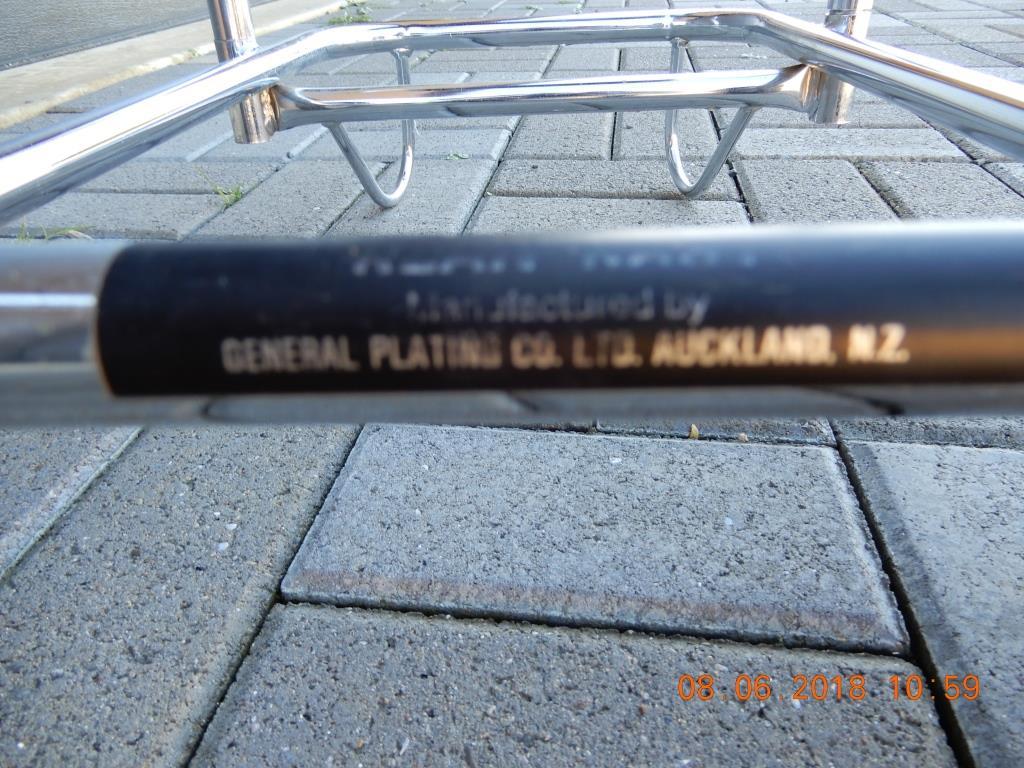 Manufactured by
GENERAL PLATING CO. LTD. AUCKLAND, N.Z.
08.06.2018 10:59